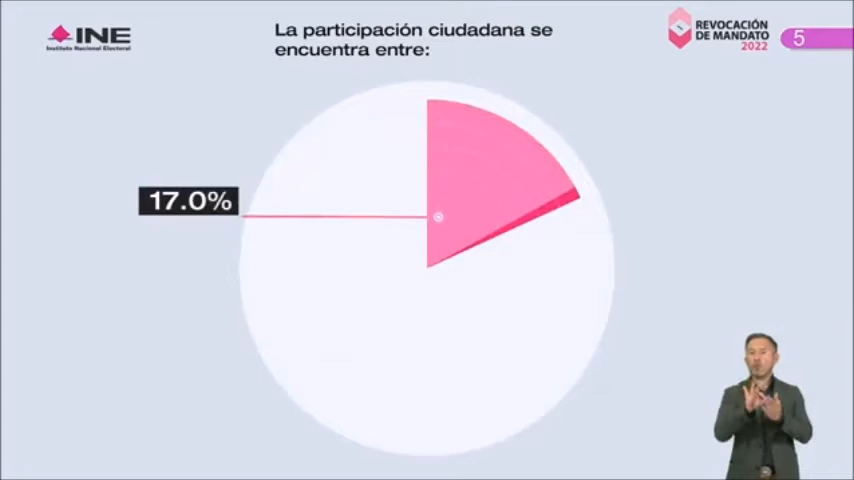 INE
Instituto Nacional Electoral
La participación ciudadana se
encuentra entre:
REVOCACIÓN
DE MANDATO
2022
5
17.0%